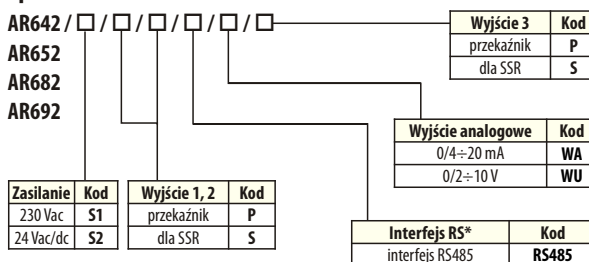 AR642 / □ / □ / □ / □ / □
AR652
AR682
AR692
Wyjście 3 Kod
przekaźnik P
dla SSR S
Wyjście analogowe Kod
0/4÷20 mA WA
0/2÷10 V WU
Zasilanie Kod
230 Vac S1
24 Vac/dc S2
Wyjście 1, 2 Kod
przekaźnik P
dla SSR S
Interfejs RS* Kod
interfejs RS485 RS485